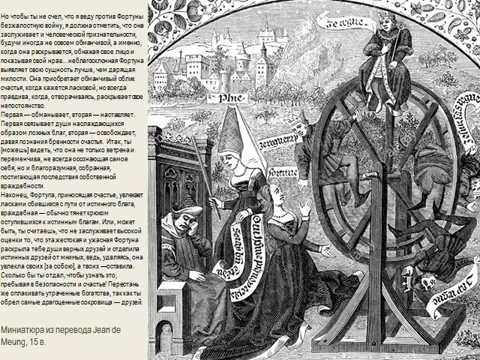 Но чтобы ты не счел, что я веду против Фортуны
безжалостную войну, я должна отметить, что она
заслуживает и человеческой признательности,
будучи иногда не совсем обманчивой, а именно,
когда она раскрывается, обнажая свое лицо и
показывая свой нрав... неблагосклонная Фортуна
выявляет свою сущность лучше, чем дарящая
милости. Она приобретает обманчивый облик
счастья, когда кажется ласковой, но всегда
правдива, когда, отворачиваясь, раскрывает свое
непостоянство.
Первая — обманывает, вторая — наставляет.
Первая связывает души наслаждающихся
образом ложных благ, вторая — освобождает,
давая познания бренности счастья. Итак, ты
[можешь] видеть, что она не только ветрена и
переменчива, не всегда осознающая самое
себя, но и благоразумная, собранная,
постигающая последствия собственной
враждебности.
Наконец, Фортуна, приносящая счастье, увлекает
ласками сбившихся с пути от истинного блага,
враждебная — обычно тянет крюком
оступившихся к истинным благам. Или, может
быть, ты считаешь, что не заслуживает высокой
оценки то, что эта жестокая и ужасная Фортуна
раскрыла тебе души верных друзей и отделила
истинных друзей от мнимых, ведь, удаляясь, она
увлекла своих [за собою], а твоих —оставила.
Сколько бы ты отдал, чтобы узнать это,
пребывая в безопасности и счастье! Перестань
же оплакивать утраченные богатства, так как ты
обрел самые драгоценные сокровища — друзей.
Миниатюра из перевода Jean de
Meung, 15 в.